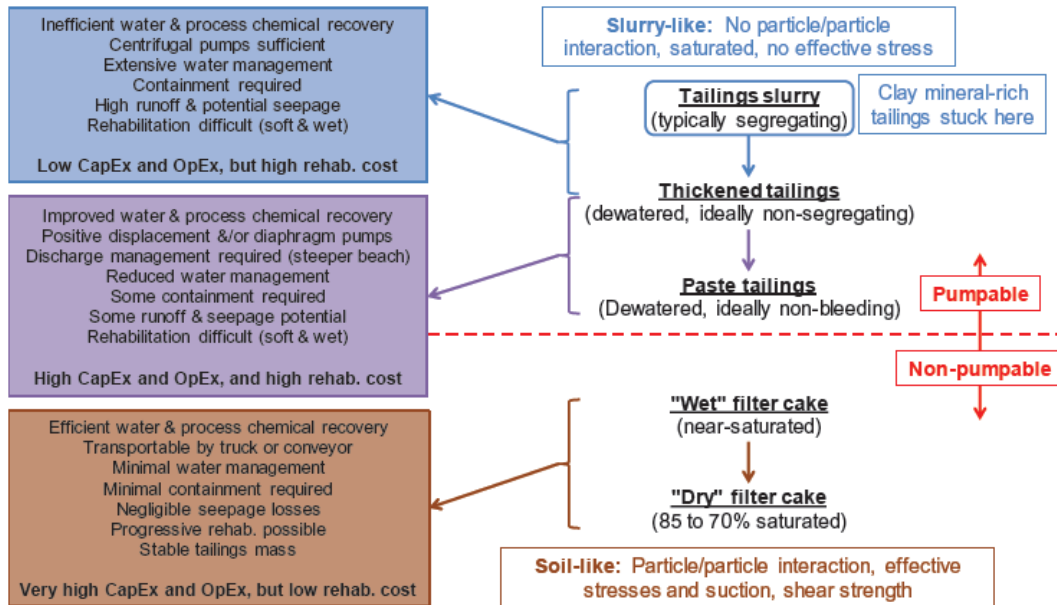 Inefficient water & process chemical recovery
Centrifugal pumps sufficient
Extensive water management
Containment required
High runoff & potential seepage
Rehabilitation difficult (soft & wet)
Low CapEx and OpEx, but high rehab. cost
Slurry-like: No particle/particle
interaction, saturated, no effective stress
Tailings slurry
(typically segregating)
Clay mineral-rich
tailings stuck here
Thickened tailings
(dewatered, ideally non-segregating)
Improved water & process chemical recovery
Positive displacement &/or diaphragm pumps
Discharge management required (steeper beach)
Reduced water management
Some containment required
Some runoff & seepage potential
Rehabilitation difficult (soft & wet)
High CapEx and OpEx, and high rehab. cost
Paste tailings
(Dewatered, ideally non-bleeding)
Pumpable
Non-pumpable
Efficient water & process chemical recovery
Transportable by truck or conveyor
Minimal water management
Minimal containment required
Negligible seepage losses
Progressive rehab. possible
Stable tailings mass
Very high CapEx and OpEx, but low rehab. cost
"Wet" filter cake
(near-saturated)
"Dry" filter cake
(85 to 70% saturated)
Soil-like: Particle/particle interaction, effective
stresses and suction, shear strength